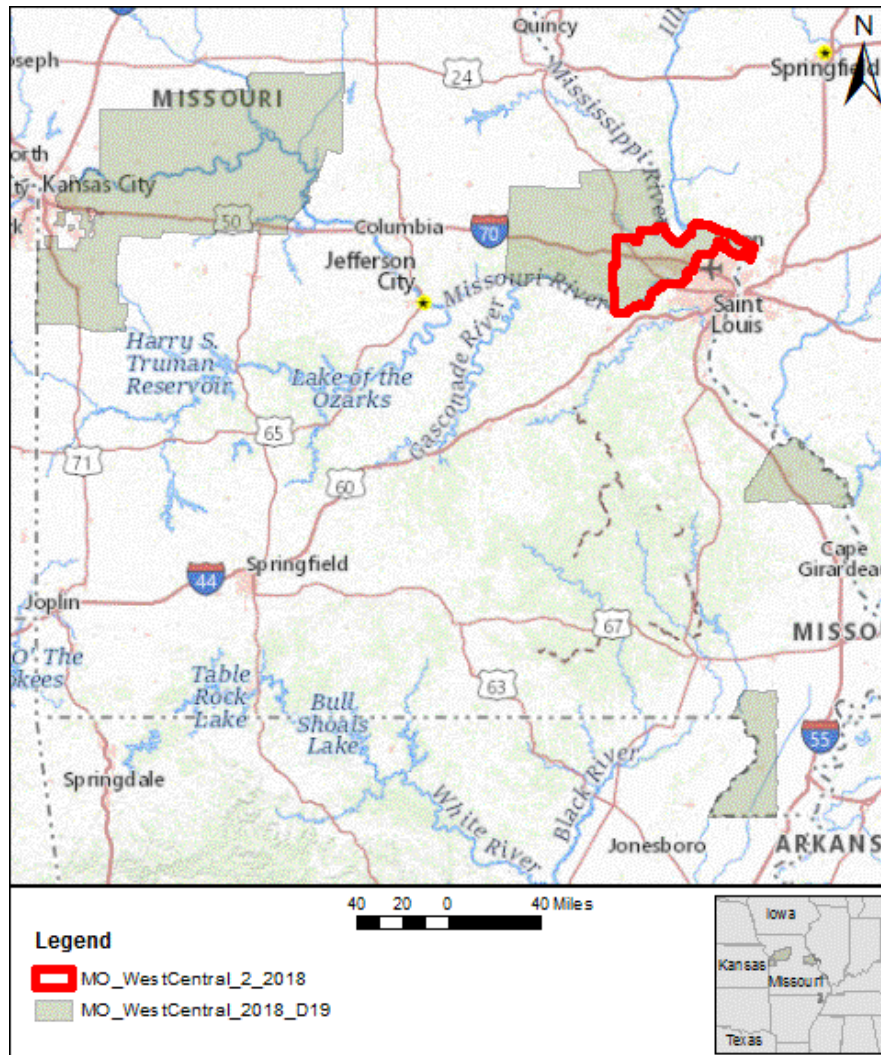 Quincy
N
24
Springfield
MISSOURI
Mississippi River
Kansas City
50
Columbia
70
Jefferson
City
Missouri River
Saint
Louis
Harry S.
Truman
Reservoir
Lake of the
Ozarks
Gasconade River
65
71
60
Cape
Girardeau
44
Springfield
Joplin
67
MISSO
O' The
kees
63
Table
Rock
Lake
Bull
Shoals
Lake
55
Springdale
White River
Black River
Jonesboro
ARKANS
40 20 0 40 Miles
Legend
MO_WestCentral_2_2018
MO_WestCentral_2018_D19
Iowa
Kansas
Missouri
Texas